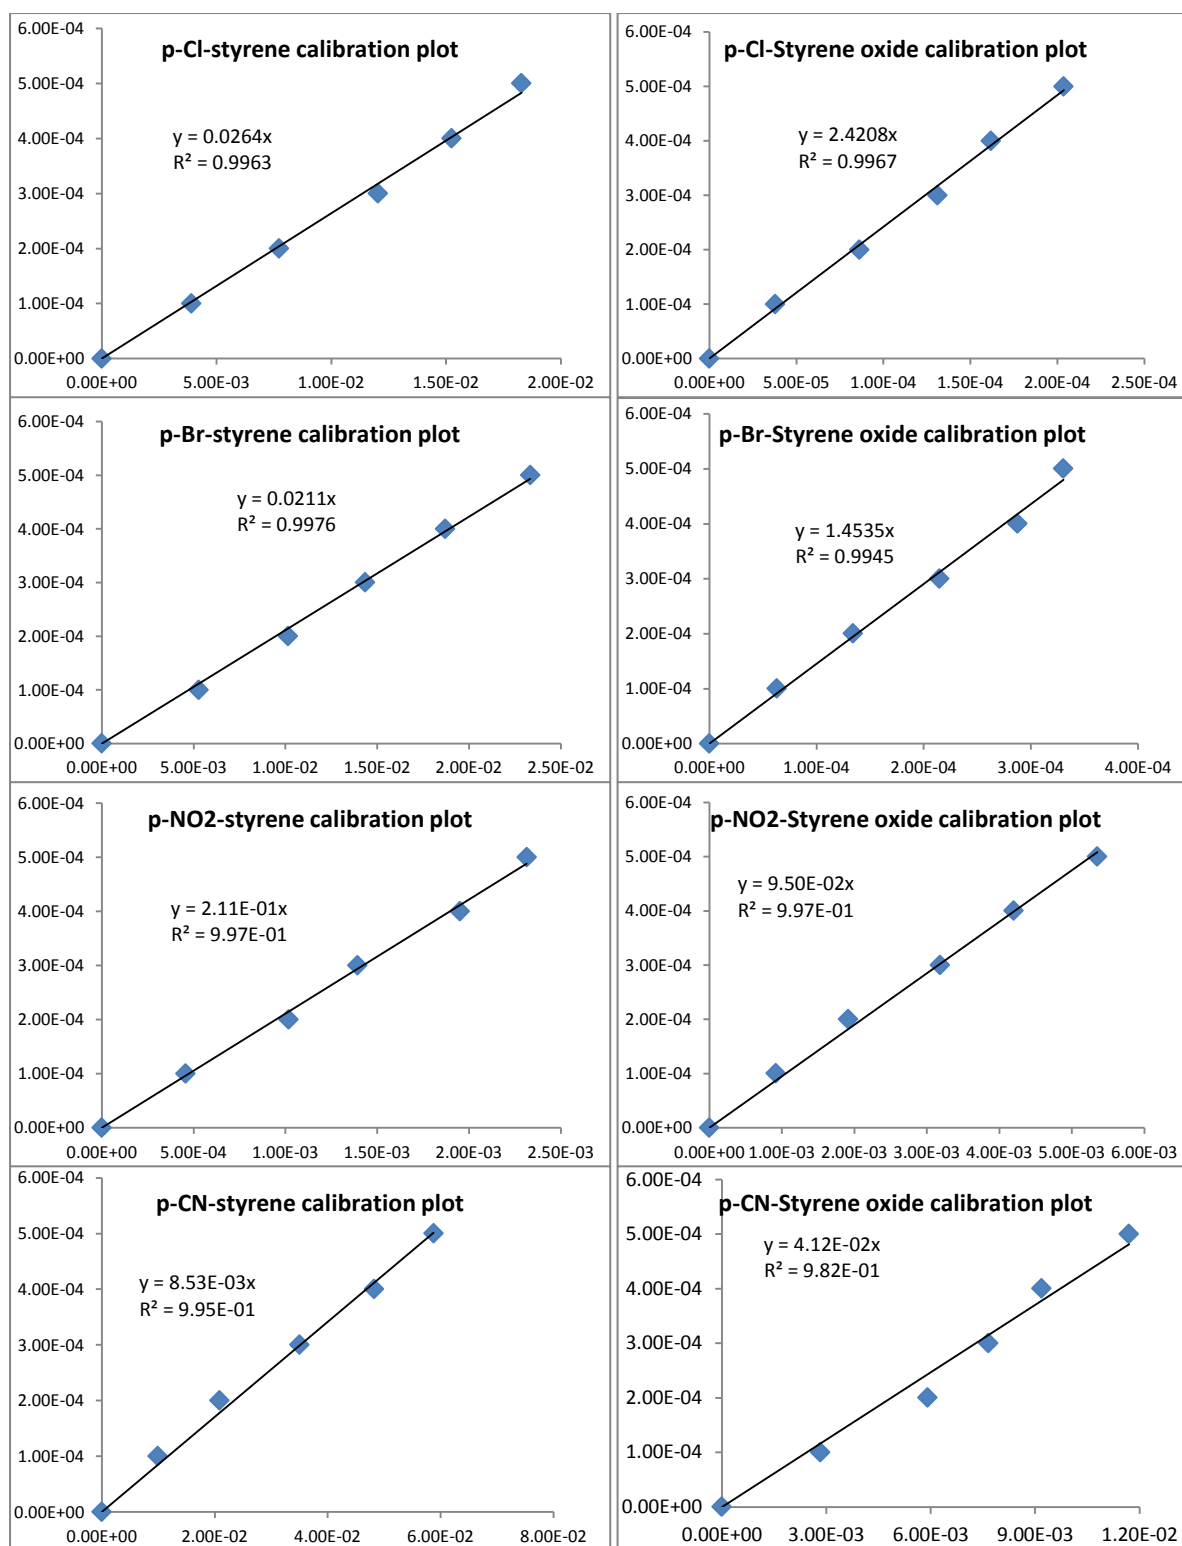 p-Cl-styrene calibration plot
6.00E-04
5.00E-04
4.00E-04
3.00E-04
2.00E-04
1.00E-04
0.00E+00
y = 0.0264x
R² = 0.9963
0.00E+00 5.00E-03 1.00E-02 1.50E-02 2.00E-02
p-Cl-Styrene oxide calibration plot
6.00E-04
5.00E-04
4.00E-04
3.00E-04
2.00E-04
1.00E-04
0.00E+00
y = 2.4208x
R² = 0.9967
0.00E+00 5.00E-05 1.00E-04 1.50E-04 2.00E-04 2.50E-04
p-Br-styrene calibration plot
6.00E-04
5.00E-04
4.00E-04
3.00E-04
2.00E-04
1.00E-04
0.00E+00
y = 0.0211x
R² = 0.9976
0.00E+00 5.00E-03 1.00E-02 1.50E-02 2.00E-02 2.50E-02
p-Br-Styrene oxide calibration plot
6.00E-04
5.00E-04
4.00E-04
3.00E-04
2.00E-04
1.00E-04
0.00E+00
y = 1.4535x
R² = 0.9945
0.00E+00 1.00E-04 2.00E-04 3.00E-04 4.00E-04
p-NO2-styrene calibration plot
6.00E-04
5.00E-04
4.00E-04
3.00E-04
2.00E-04
1.00E-04
0.00E+00
y = 2.11E-01x
R² = 9.97E-01
0.00E+00 5.00E-04 1.00E-03 1.50E-03 2.00E-03 2.50E-03
p-NO2-Styrene oxide calibration plot
6.00E-04
5.00E-04
4.00E-04
3.00E-04
2.00E-04
1.00E-04
0.00E+00
y = 9.50E-02x
R² = 9.97E-01
0.00E+00 1.00E-03 2.00E-03 3.00E-03 4.00E-03 5.00E-03 6.00E-03
p-CN-styrene calibration plot
6.00E-04
5.00E-04
4.00E-04
3.00E-04
2.00E-04
1.00E-04
0.00E+00
y = 8.53E-03x
R² = 9.95E-01
0.00E+00 2.00E-02 4.00E-02 6.00E-02 8.00E-02
p-CN-Styrene oxide calibration plot
6.00E-04
5.00E-04
4.00E-04
3.00E-04
2.00E-04
1.00E-04
0.00E+00
y = 4.12E-02x
R² = 9.82E-01
0.00E+00 3.00E-03 6.00E-03 9.00E-03 1.20E-02